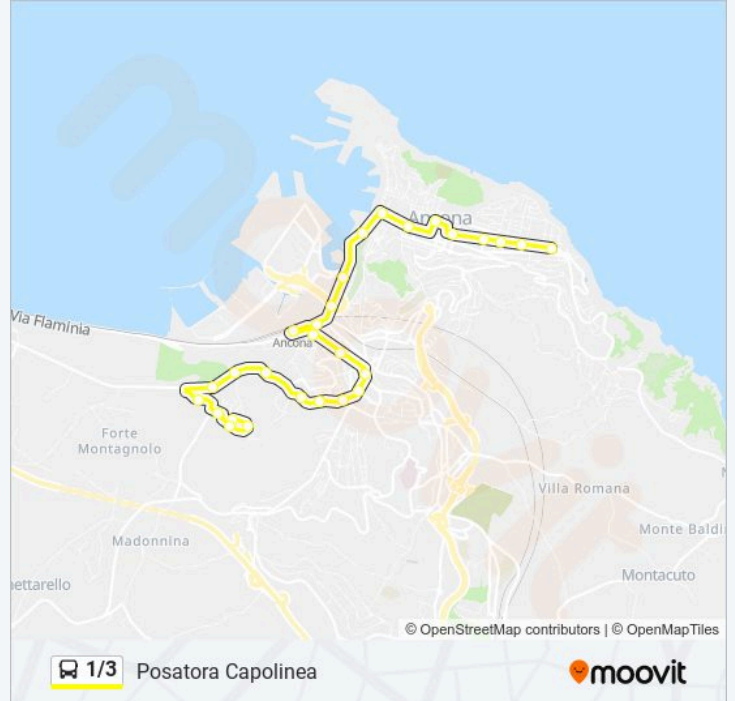 Ancona
Via Flaminia
Ancona
Forte
Montagnolo
Villa Romana
Monte Baldi
Madonnina
Montacuto
nettarello
© OpenStreetMap contributors | © OpenMapTiles
1/3 Posatora Capolinea
moovit